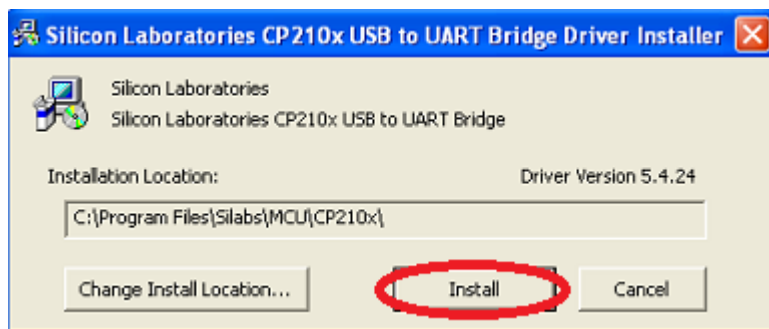 Silicon Laboratories CP210x USB to UART Bridge Driver Installer
Silicon Laboratories
Silicon Laboratories CP210x USB to UART Bridge
Installation Location:
Driver Version 5.4.24
C:\Program Files\Silabs\MCU\CP210x\
Change Install Location...
Install
Cancel